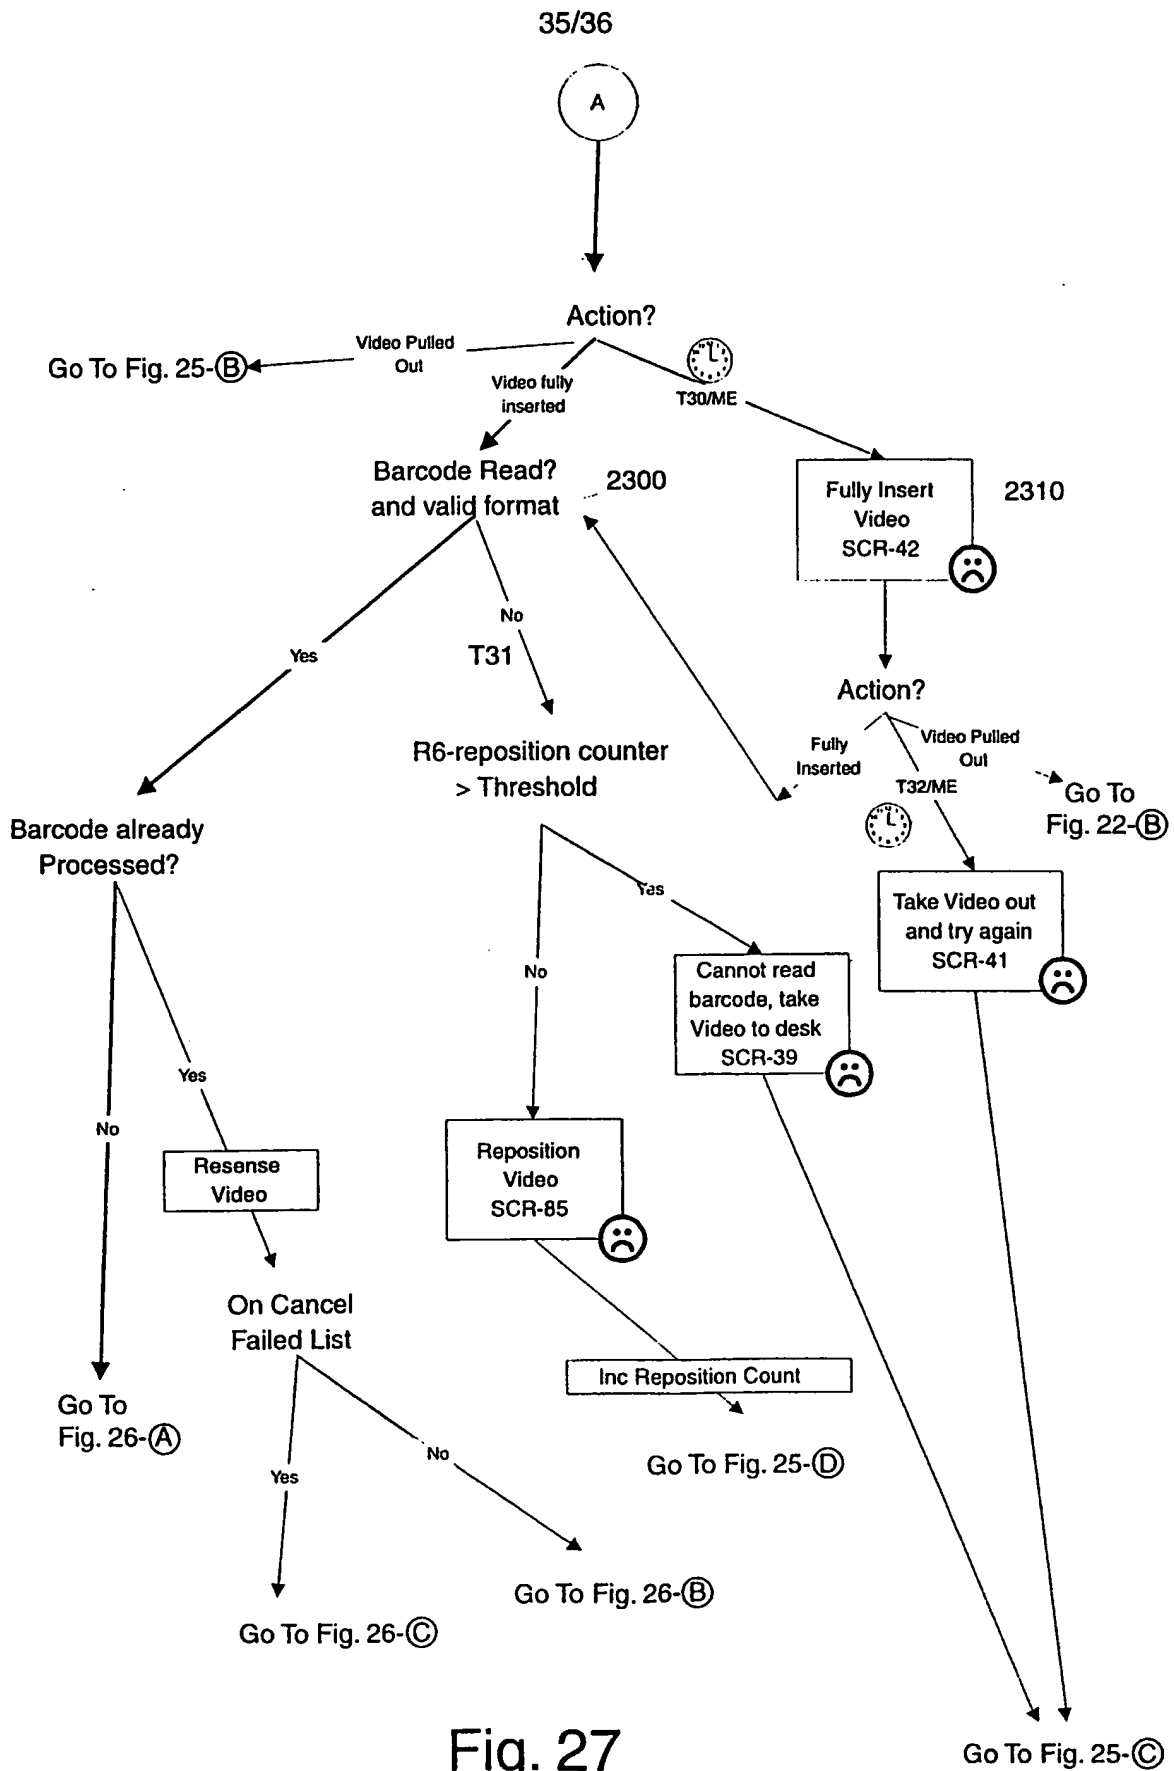 35/36
A
Action?
Video Pulled
Out
Go To Fig. 25-B
Video fully
inserted
T30/ME
Barcode Read?
and valid format
2300
Fully Insert
Video
SCR-42
2310
No
T31
Yes
Action?
R6-reposition counter
> Threshold
Fully
Inserted
Video Pulled
Out
T32/ME
Go To
Fig. 22-B
Barcode already
Processed?
Yes
Take Video out
and try again
SCR-41
No
Cannot read
barcode, take
Video to desk
SCR-39
Yes
No
Resense
Video
Reposition
Video
SCR-85
On Cancel
Failed List
Inc Reposition Count
Go To
Fig. 26-A
No
Yes
Go To Fig. 25-D
Go To Fig. 26-B
Go To Fig. 26-C
Fig. 27
Go To Fig. 25-C